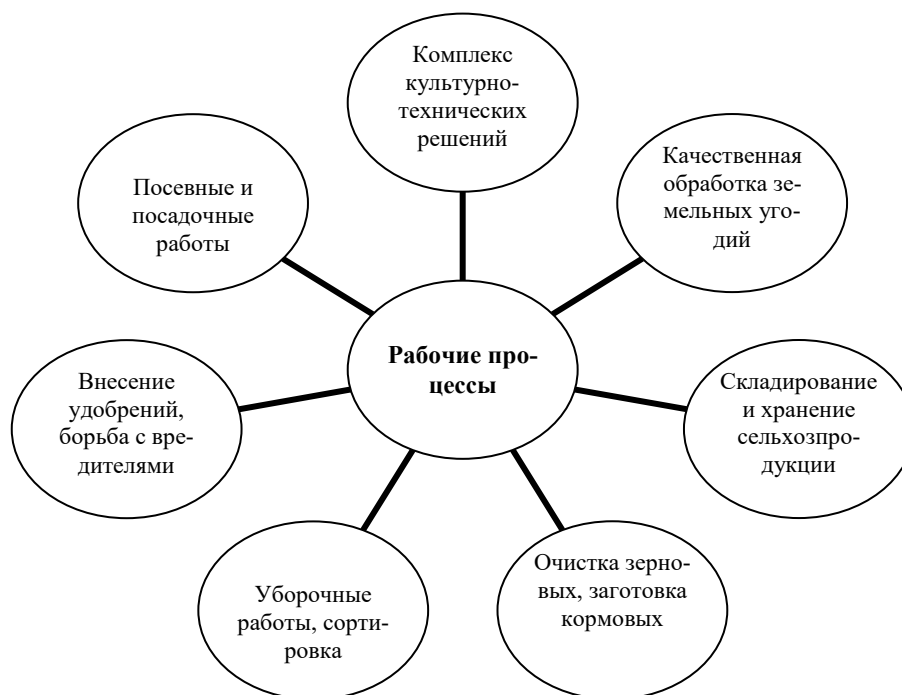 Комплекс
культурно-
технических
решений
Качественная
обработка зе-
мельных уго-
дий
Складирование
и хранение
сельхозпро-
дукции
Очистка зерно-
вых, заготовка
кормовых
Уборочные
работы, сорти-
ровка
Внесение
удобрений,
борьба с вре-
дителями
Посевные и
посадочные
работы
Рабочие про-
цессы